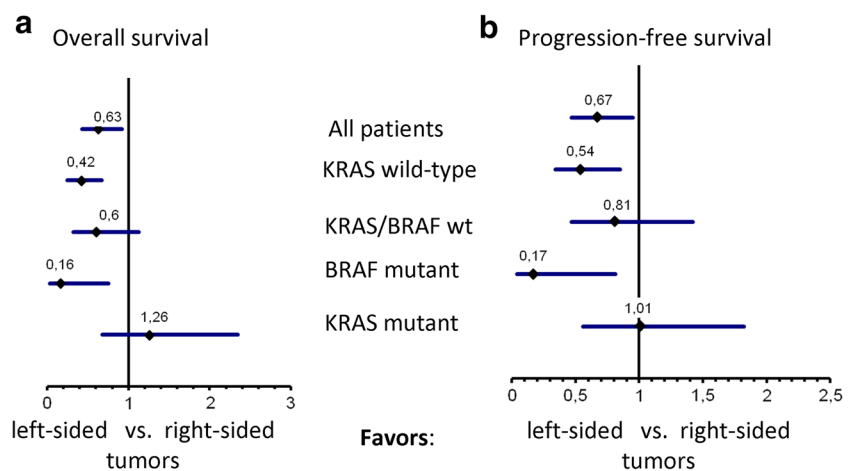 a Overall survival
0,63
0,42
0,6
0,16
1,26
0 1 2 3
left-sided vs. right-sided
tumors
All patients
KRAS wild-type
KRAS/BRAF wt
BRAF mutant
KRAS mutant
Favors:
b Progression-free survival
0,67
0,54
0,81
0,17
1,01
0 0,5 1 1,5 2 2,5
left-sided vs. right-sided
tumors